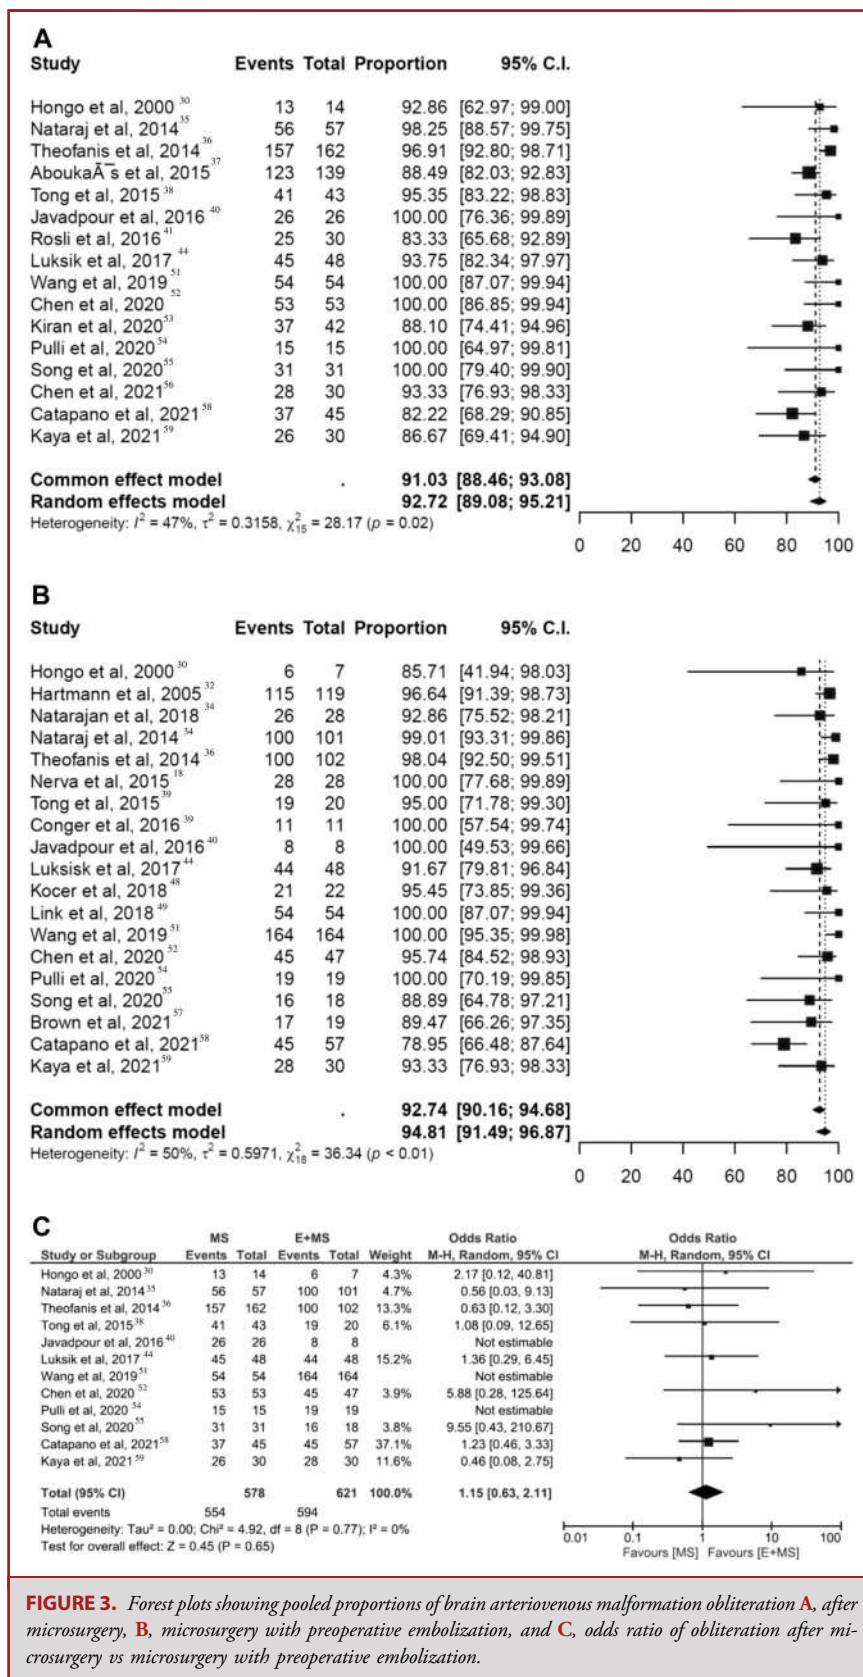 A
Study Events Total Proportion 95% C.I.
Hongo et al, 2000 30 13 14 92.86 [62.97; 99.00]
Nataraj et al, 2014 35 56 57 98.25 [88.57; 99.75]
Theofanis et al, 2014 36 157 162 96.91 [92.80; 98.71]
AboukaÃ¯s et al, 2015 37 123 139 88.49 [82.03; 92.83]
Tong et al, 2015 38 41 43 95.35 [83.22; 98.83]
Javadpour et al, 2016 40 26 26 100.00 [76.36; 99.89]
Rosli et al, 2016 41 25 30 83.33 [65.68; 92.89]
Luksik et al, 2017 44 45 48 93.75 [82.34; 97.97]
Wang et al, 2019 51 54 54 100.00 [87.07; 99.94]
Chen et al, 2020 52 53 53 100.00 [86.85; 99.94]
Kiran et al, 2020 53 37 42 88.10 [74.41; 94.96]
Pulli et al, 2020 54 15 15 100.00 [64.97; 99.81]
Song et al, 2020 55 31 31 100.00 [79.40; 99.90]
Chen et al, 2021 56 28 30 93.33 [76.93; 98.33]
Catapano et al, 2021 58 37 45 82.22 [68.29; 90.85]
Kaya et al, 2021 59 26 30 86.67 [69.41; 94.90]
Common effect model . 91.03 [88.46; 93.08]
Random effects model 92.72 [89.08; 95.21]
Heterogeneity: I² = 47%, τ² = 0.3158, χ²₁₅ = 28.17 (p = 0.02)
0 20 40 60 80 100
B
Study Events Total Proportion 95% C.I.
Hongo et al, 2000 30 6 7 85.71 [41.94; 98.03]
Hartmann et al, 2005 32 115 119 96.64 [91.39; 98.73]
Natarajan et al, 2018 34 26 28 92.86 [75.52; 98.21]
Nataraj et al, 2014 34 100 101 99.01 [93.31; 99.86]
Theofanis et al, 2014 36 100 102 98.04 [92.50; 99.51]
Nerva et al, 2015 18 28 28 100.00 [77.68; 99.89]
Tong et al, 2015 39 19 20 95.00 [71.78; 99.30]
Conger et al, 2016 39 11 11 100.00 [57.54; 99.74]
Javadpour et al, 2016 40 8 8 100.00 [49.53; 99.66]
Luksisk et al, 2017 44 44 48 91.67 [79.81; 96.84]
Kocer et al, 2018 48 21 22 95.45 [73.85; 99.36]
Link et al, 2018 49 54 54 100.00 [87.07; 99.94]
Wang et al, 2019 51 164 164 100.00 [95.35; 99.98]
Chen et al, 2020 52 45 47 95.74 [84.52; 98.93]
Pulli et al, 2020 54 19 19 100.00 [70.19; 99.85]
Song et al, 2020 55 16 18 88.89 [64.78; 97.21]
Brown et al, 2021 57 17 19 89.47 [66.26; 97.35]
Catapano et al, 2021 58 45 57 78.95 [66.48; 87.64]
Kaya et al, 2021 59 28 30 93.33 [76.93; 98.33]
Common effect model . 92.74 [90.16; 94.68]
Random effects model 94.81 [91.49; 96.87]
Heterogeneity: I² = 50%, τ² = 0.5971, χ²₁₈ = 36.34 (p < 0.01)
0 20 40 60 80 100
C
MS E+MS Odds Ratio Odds Ratio
Study or Subgroup Events Total Events Total Weight M-H, Random, 95% CI M-H, Random, 95% CI
Hongo et al, 2000 30 13 14 6 7 4.3% 2.17 [0.12, 40.81]
Nataraj et al, 2014 35 56 57 100 101 4.7% 0.56 [0.03, 9.13]
Theofanis et al, 2014 36 157 162 100 102 13.3% 0.63 [0.12, 3.30]
Tong et al, 2015 38 41 43 19 20 6.1% 1.08 [0.09, 12.65]
Javadpour et al, 2016 40 26 26 8 8 Not estimable
Luksik et al, 2017 44 45 48 44 48 15.2% 1.36 [0.29, 6.45]
Wang et al, 2019 51 54 54 164 164 Not estimable
Chen et al, 2020 52 53 53 45 47 3.9% 5.88 [0.28, 125.64]
Pulli et al, 2020 54 15 15 19 19 Not estimable
Song et al, 2020 55 31 31 16 18 3.8% 9.55 [0.43, 210.67]
Catapano et al, 2021 58 37 45 45 57 37.1% 1.23 [0.46, 3.33]
Kaya et al, 2021 59 26 30 28 30 11.6% 0.46 [0.08, 2.75]
Total (95% CI) 578 621 100.0% 1.15 [0.63, 2.11]
Total events 554 594
Heterogeneity: Tau² = 0.00; Chi² = 4.92, df = 8 (P = 0.77); I² = 0%
Test for overall effect: Z = 0.45 (P = 0.65)
0.01 0.1 1 10 100
Favours [MS] Favours [E+MS]
FIGURE 3. Forest plots showing pooled proportions of brain arteriovenous malformation obliteration A, after
microsurgery, B, microsurgery with preoperative embolization, and C, odds ratio of obliteration after mi-
crosurgery vs microsurgery with preoperative embolization.